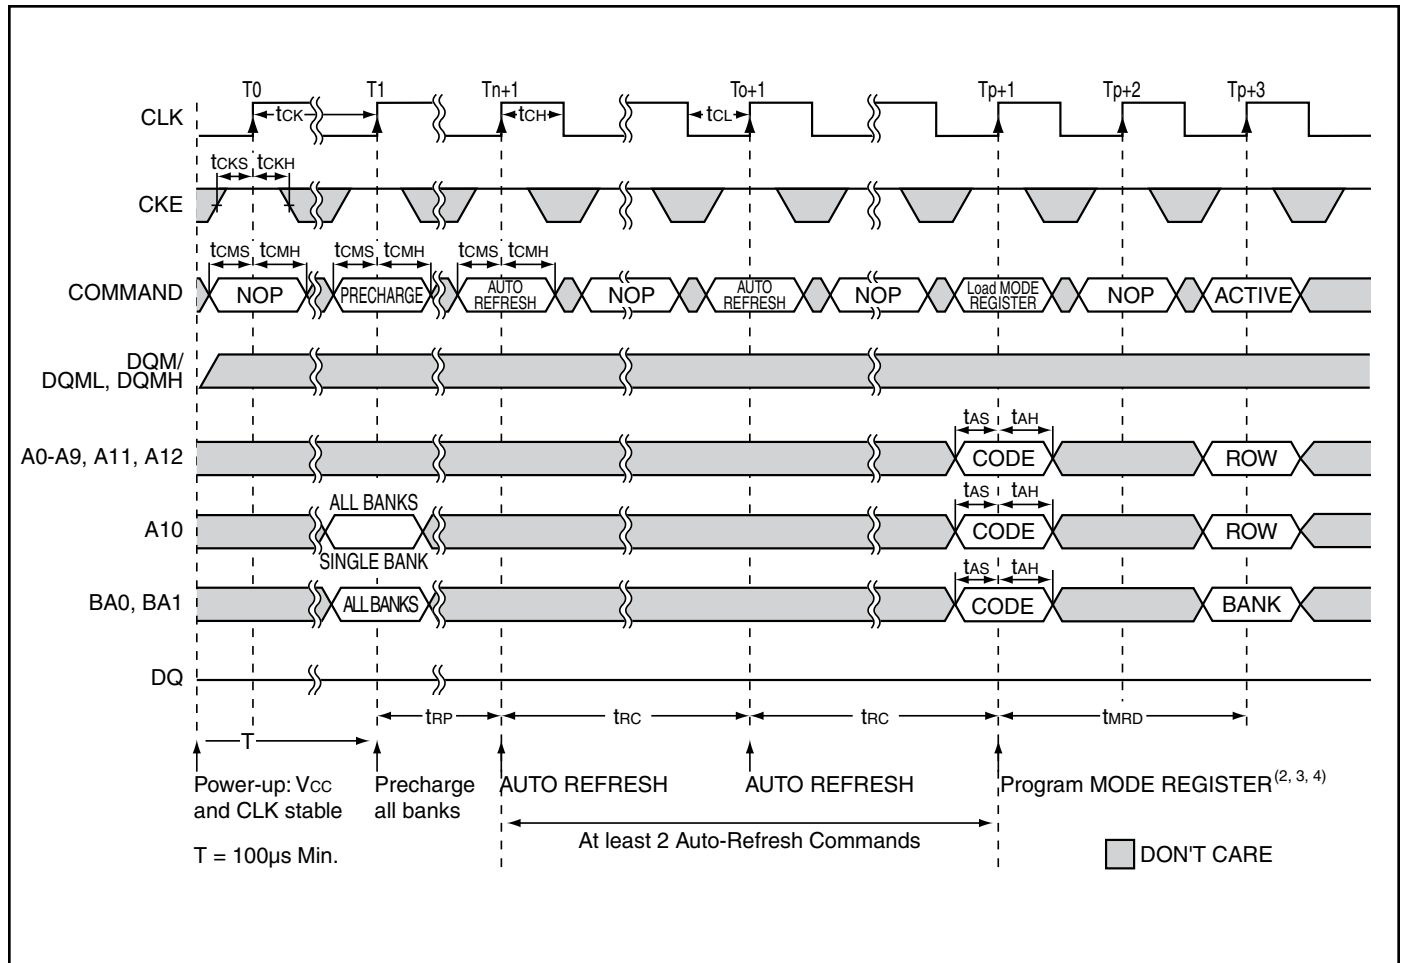 T0 T1 Tn+1 To+1 Tp+1 Tp+2 Tp+3
CLK tCK tCH tCL
tCKS tCKH
CKE
tCMS tCMH tCMS tCMH tCMS tCMH
COMMAND NOP PRECHARGE AUTO REFRESH NOP AUTO REFRESH NOP Load MODE REGISTER NOP ACTIVE
DQM/
DQML, DQMH
tAS tAH
A0-A9, A11, A12 CODE ROW
ALL BANKS tAS tAH
A10 CODE ROW
SINGLE BANK tAS tAH
BA0, BA1 ALL BANKS CODE BANK
DQ
tRP tRC tRC tMRD
T
Power-up: VCC Precharge AUTO REFRESH AUTO REFRESH Program MODE REGISTER(2, 3, 4)
and CLK stable all banks
At least 2 Auto-Refresh Commands
T = 100µs Min. DON'T CARE